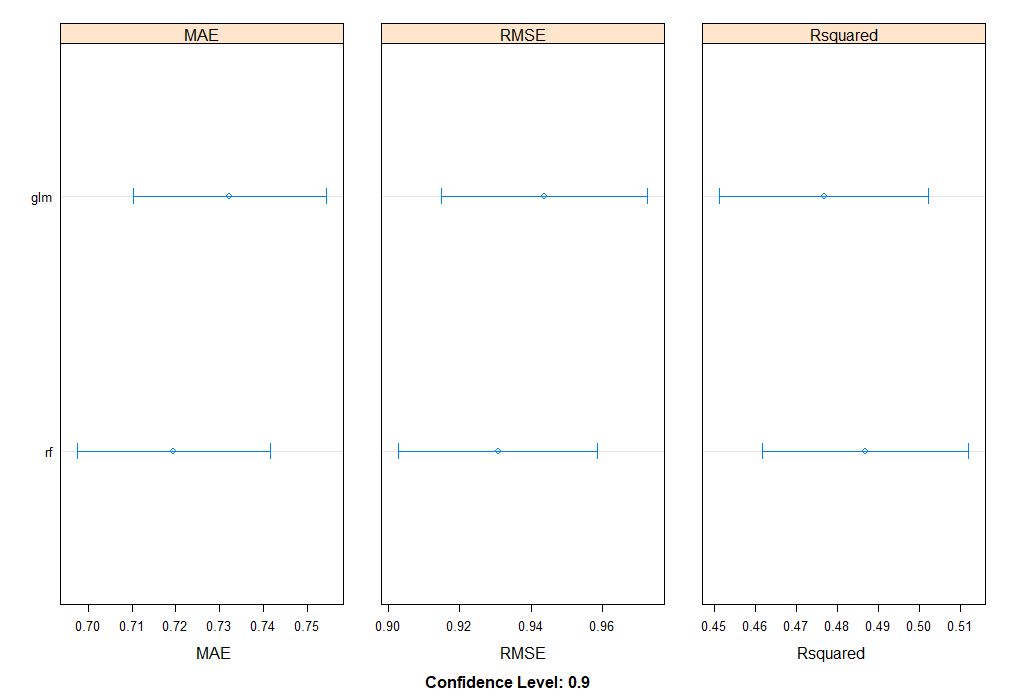 MAE RMSE Rsquared
glm
rf
0.70 0.71 0.72 0.73 0.74 0.75 0.90 0.92 0.94 0.96 0.45 0.46 0.47 0.48 0.49 0.50 0.51
MAE RMSE Rsquared
Confidence Level: 0.9